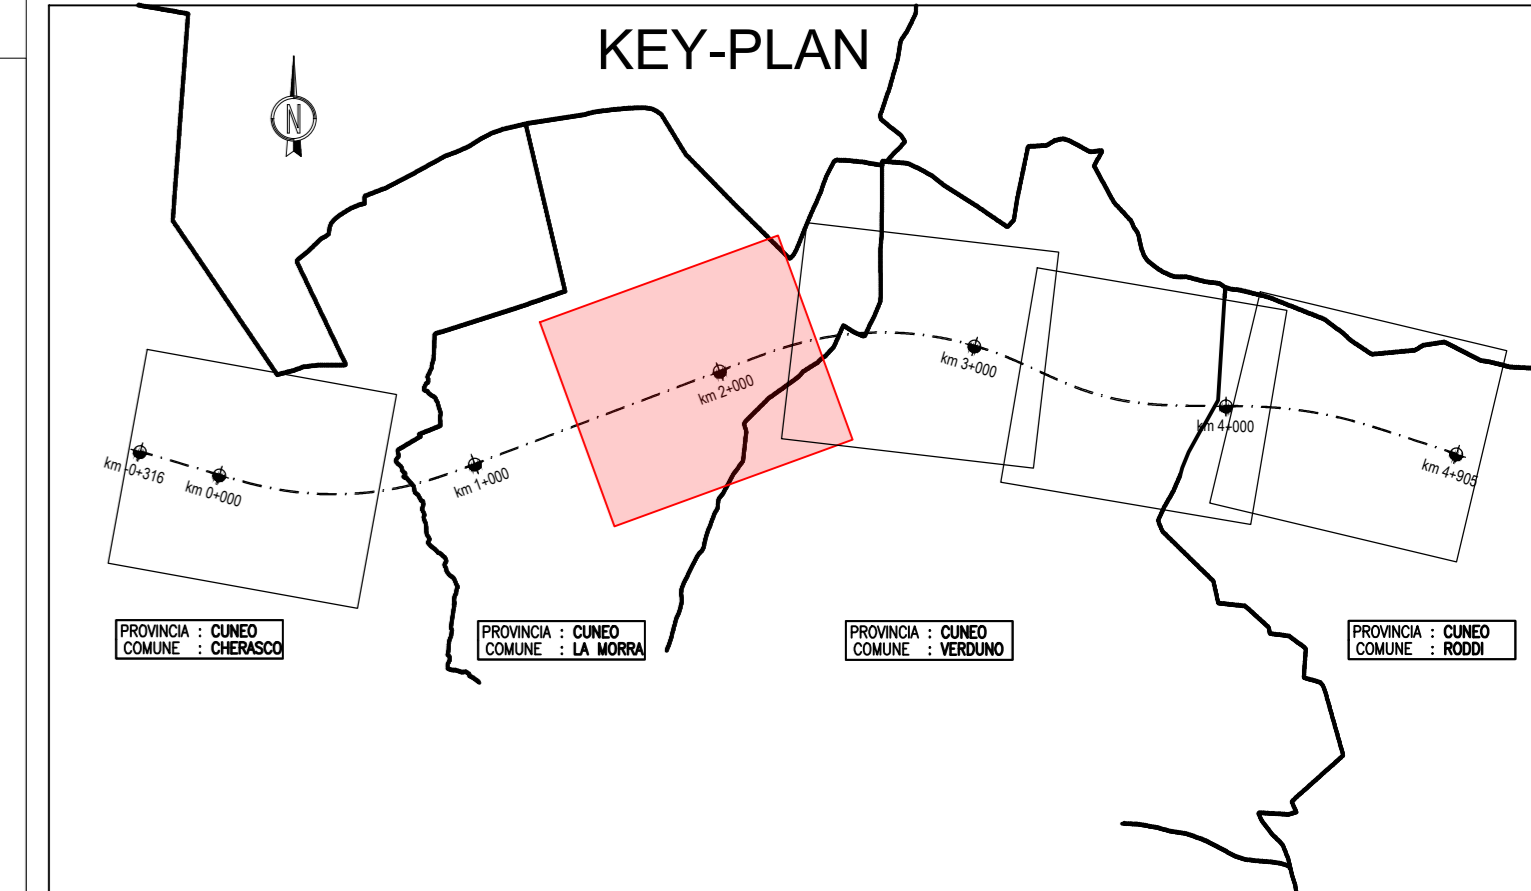 KEY-PLAN
N
km -0+316
km 0+000
km 1+000
km 2+000
km 3+000
km 4+000
km 4+905
PROVINCIA : CUNEO
COMUNE : CHERASCO
PROVINCIA : CUNEO
COMUNE : LA MORRA
PROVINCIA : CUNEO
COMUNE : VERDUNO
PROVINCIA : CUNEO
COMUNE : RODDI